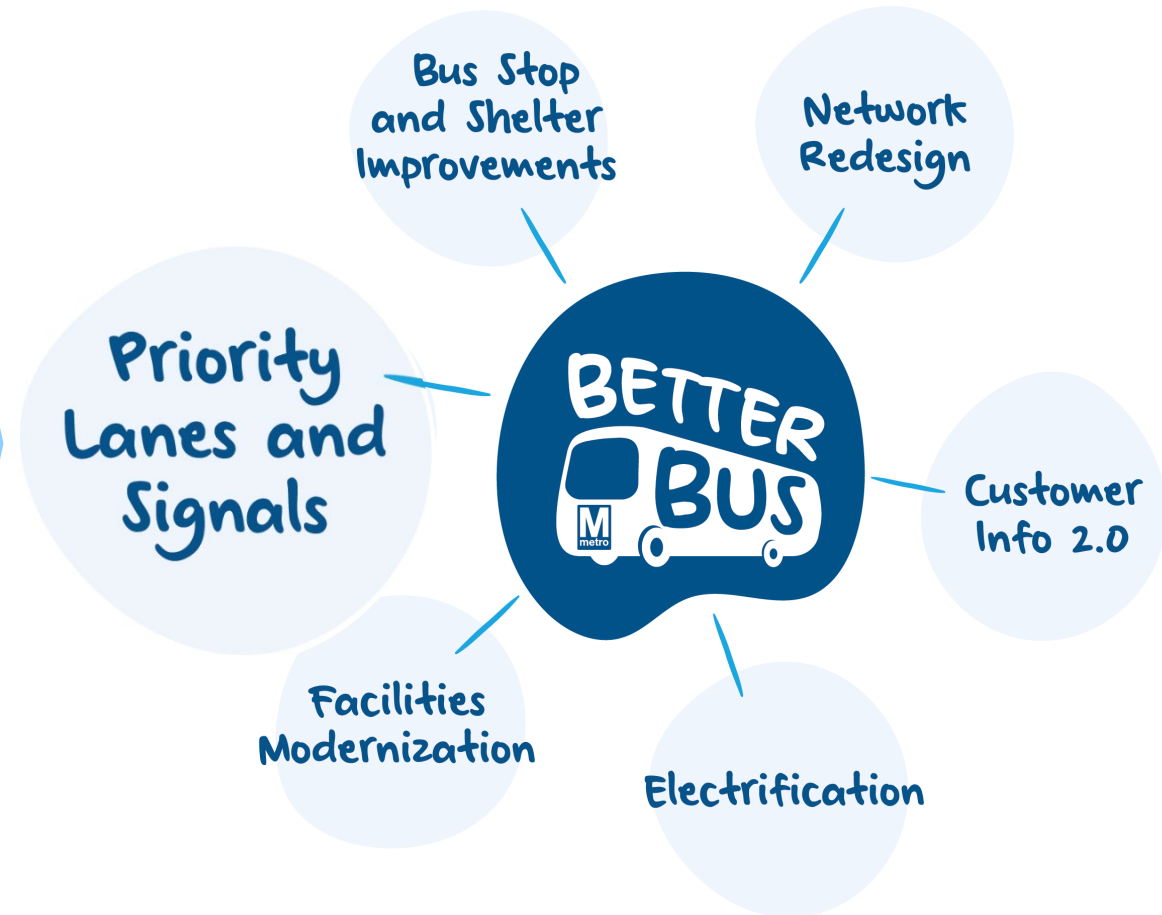 Bus Stop
and Shelter
Improvements
Network
Redesign
Priority
Lanes and
Signals
BETTER
BUS
M
metro
Customer
Info 2.0
Facilities
Modernization
Electrification